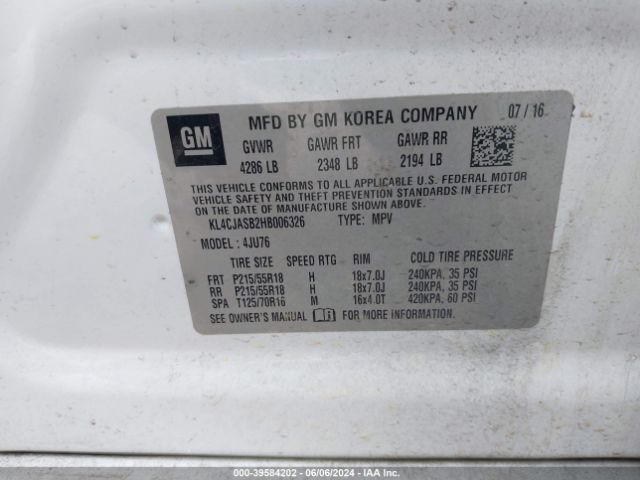 GM
MFD BY GM KOREA COMPANY 07/16
GVWR GAWR FRT GAWR RR
4286 LB 2348 LB 2194 LB
THIS VEHICLE CONFORMS TO ALL APPLICABLE U.S. FEDERAL MOTOR
VEHICLE SAFETY AND THEFT PREVENTION STANDARDS IN EFFECT
ON THE DATE OF MANUFACTURE SHOWN ABOVE.
KL4CJASB2HB006326 TYPE: MPV
MODEL: 4JU76
TIRE SIZE SPEED RTG RIM COLD TIRE PRESSURE
FRT P215/55R18 H 18x7.0J 240KPA, 35 PSI
RR P215/55R18 H 18x7.0J 240KPA, 35 PSI
SPA T125/70R16 M 16x4.0T 420KPA, 60 PSI
SEE OWNER'S MANUAL FOR MORE INFORMATION.
000-39584202 - 06/06/2024 - IAA Inc.